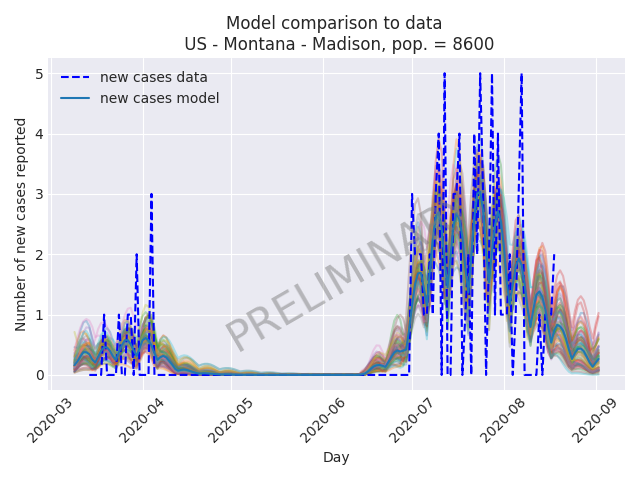 Model comparison to data
US - Montana - Madison, pop. = 8600
new cases data
new cases model
Number of new cases reported
5
4
3
2
1
0
PRELIMINA
2020-03
2020-04
2020-05
2020-06
2020-07
2020-08
2020-09
Day